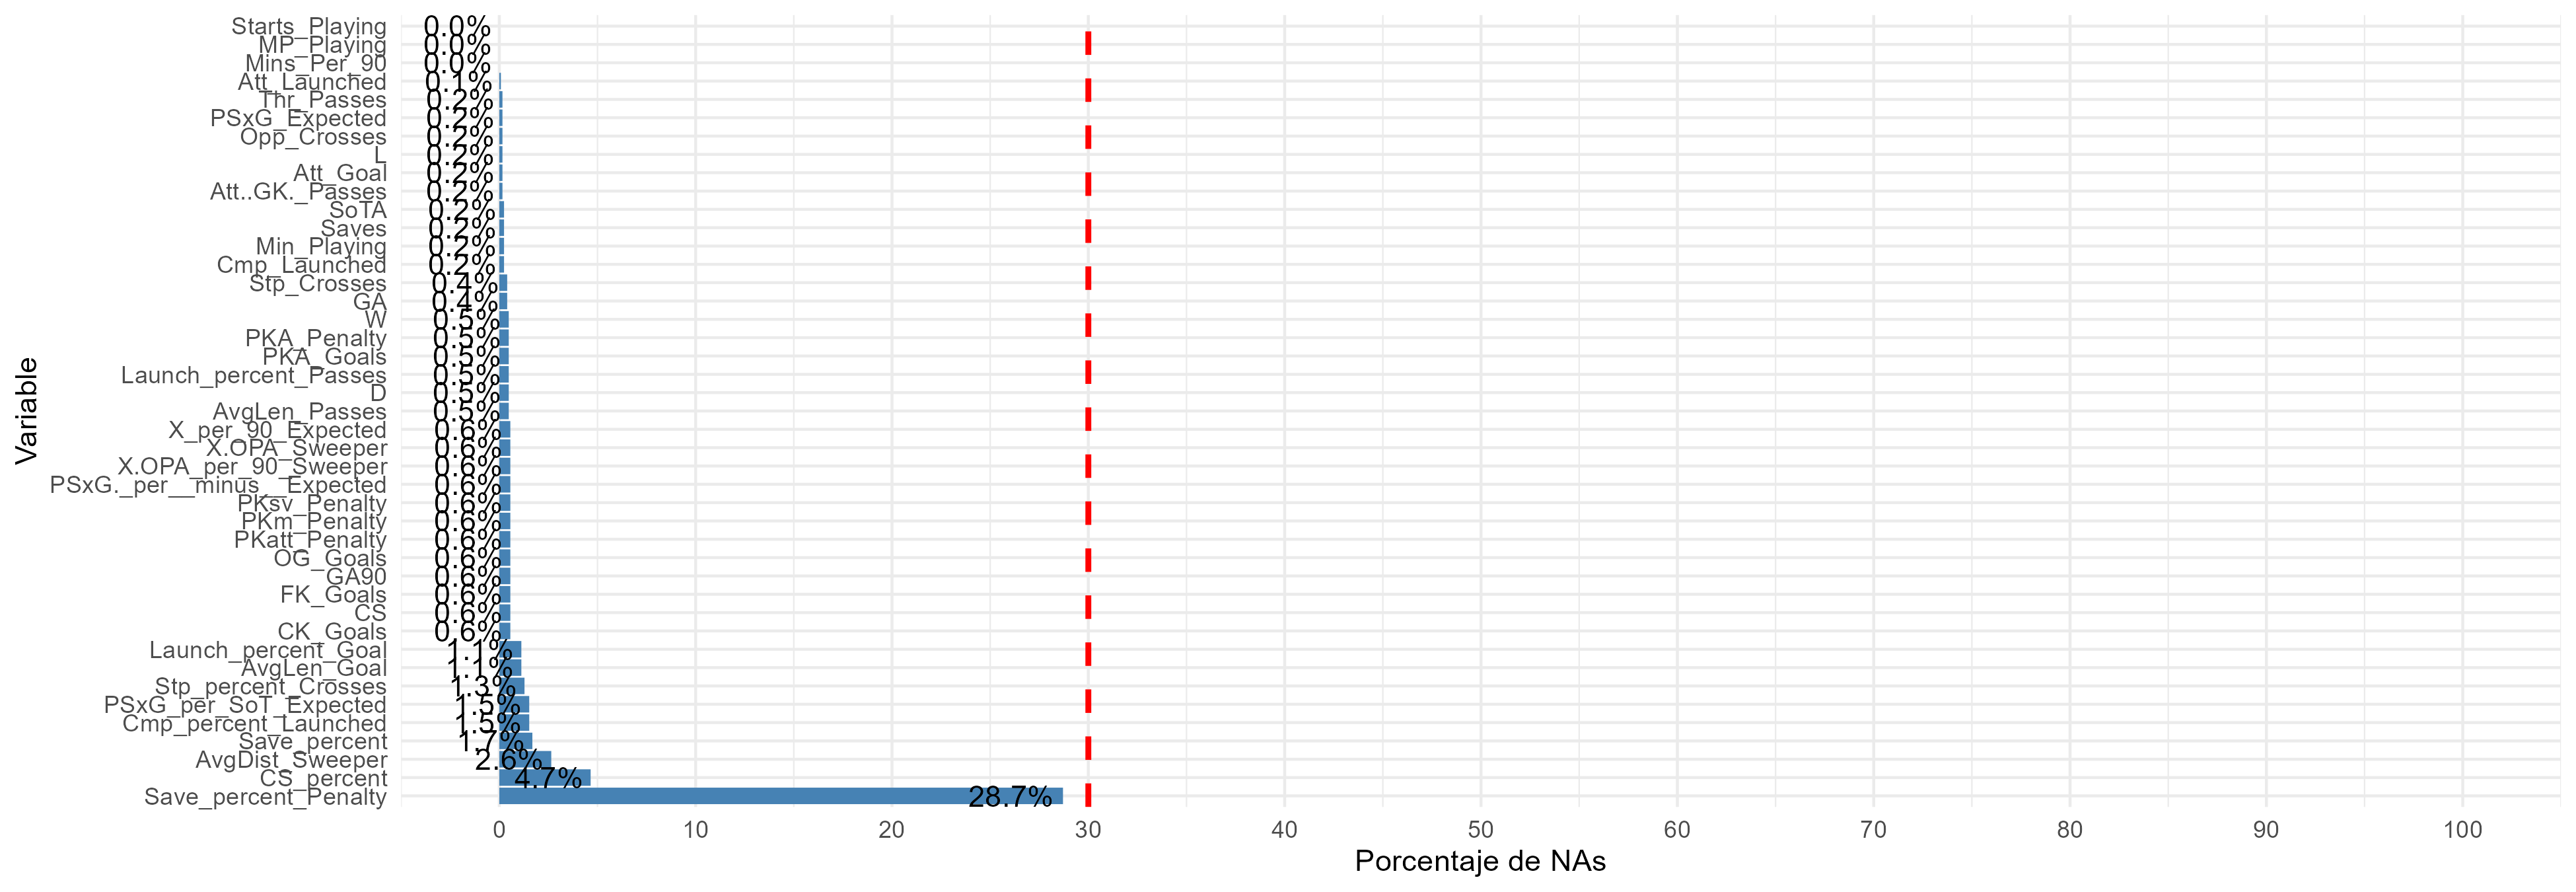 Starts_Playing 0.0%
MP_Playing 0.0%
Mins_Per_90 0.0%
Att_Launched 0.1%
Thr_Passes 0.2%
PSxG_Expected 0.2%
Opp_Crosses 0.2%
L 0.2%
Att_Goal 0.2%
Att..GK._Passes 0.2%
SoTA 0.2%
Saves 0.2%
Min_Playing 0.2%
Cmp_Launched 0.2%
Stp_Crosses 0.4%
GA 0.4%
W 0.5%
PKA_Penalty 0.5%
PKA_Goals 0.5%
Launch_percent_Passes 0.5%
D 0.5%
AvgLen_Passes 0.5%
X_per_90_Expected 0.6%
X.OPA_Sweeper 0.6%
X.OPA_per_90_Sweeper 0.6%
PSxG._per__minus__Expected 0.6%
PKsv_Penalty 0.6%
PKm_Penalty 0.6%
PKatt_Penalty 0.6%
OG_Goals 0.6%
GA90 0.6%
FK_Goals 0.6%
CS 0.6%
CK_Goals 0.6%
Launch_percent_Goal 1.1%
AvgLen_Goal 1.1%
Stp_percent_Crosses 1.3%
PSxG_per_SoT_Expected 1.5%
Cmp_percent_Launched 1.5%
Save_percent 1.7%
AvgDist_Sweeper 2.6%
CS_percent 4.7%
Save_percent_Penalty 28.7%
Variable
0 10 20 30 40 50 60 70 80 90 100
Porcentaje de NAs